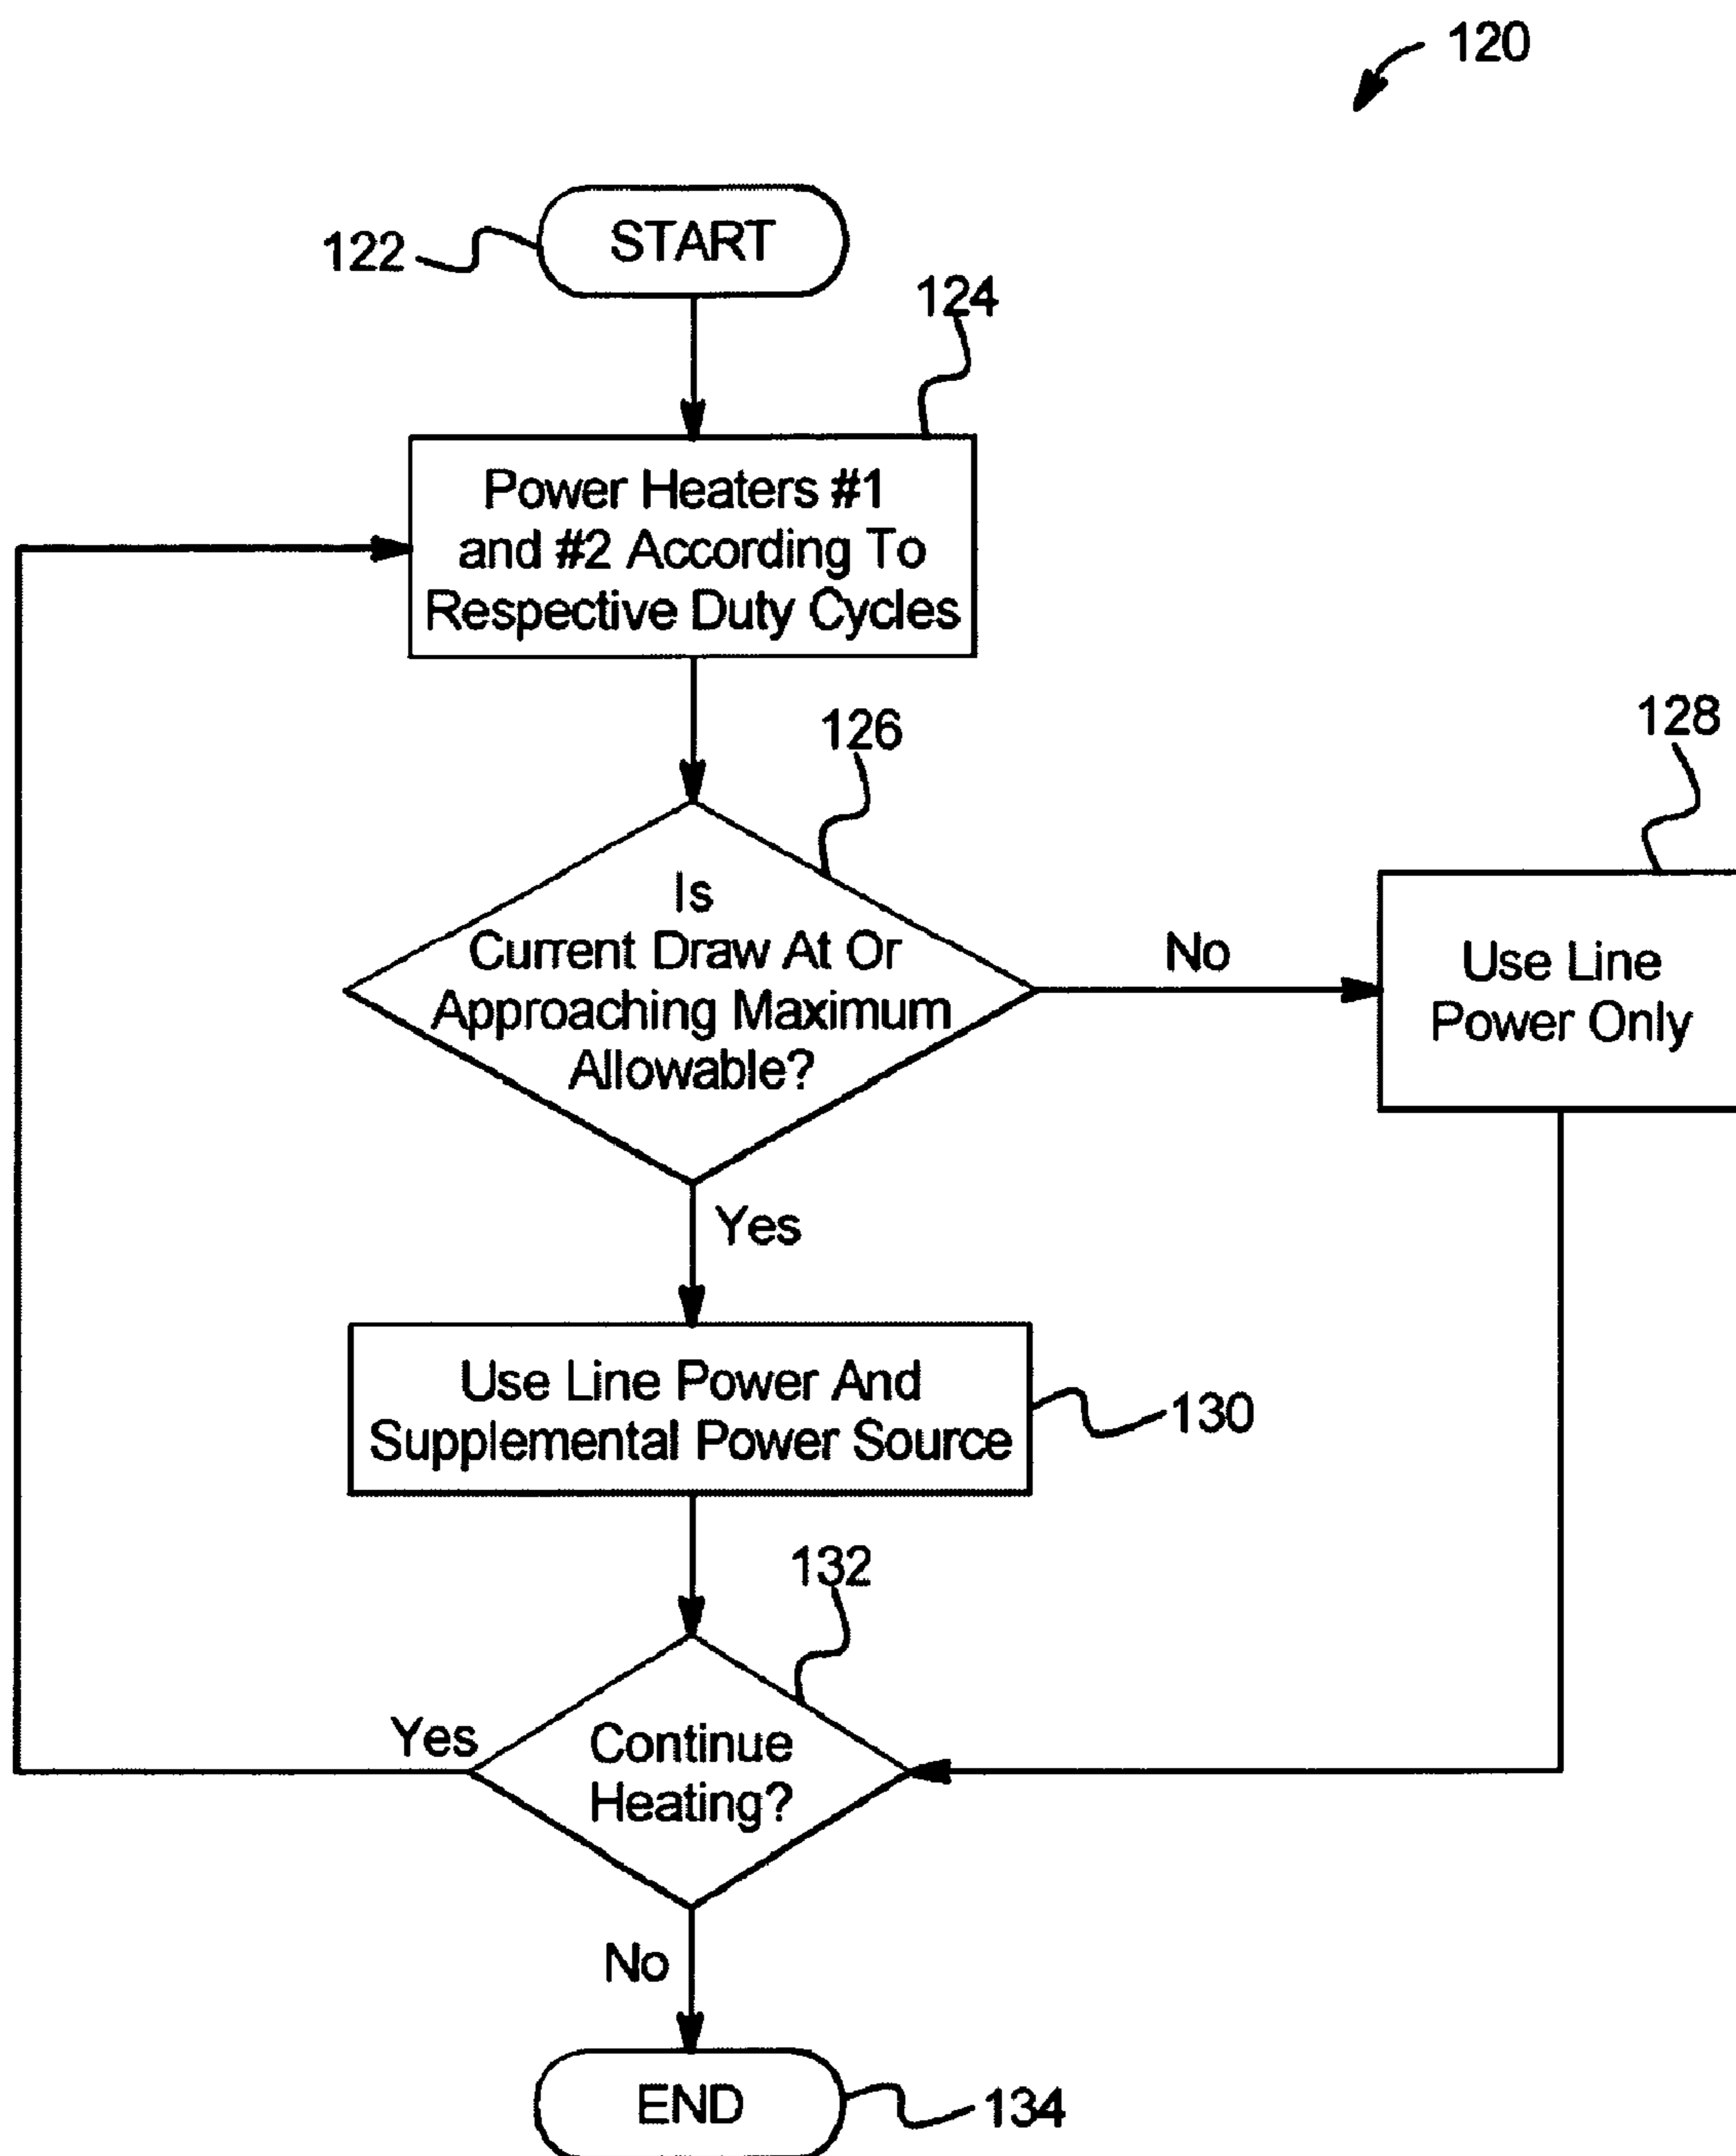 120
122
START
124
Power Heaters #1
and #2 According To
Respective Duty Cycles
126
Is
Current Draw At Or
Approaching Maximum
Allowable?
No
128
Use Line
Power Only
Yes
Use Line Power And
Supplemental Power Source
130
132
Yes
Continue
Heating?
No
END
134